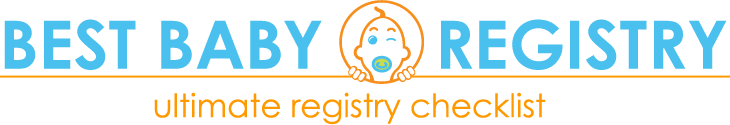 BEST BABY REGISTRY
ultimate registry checklist